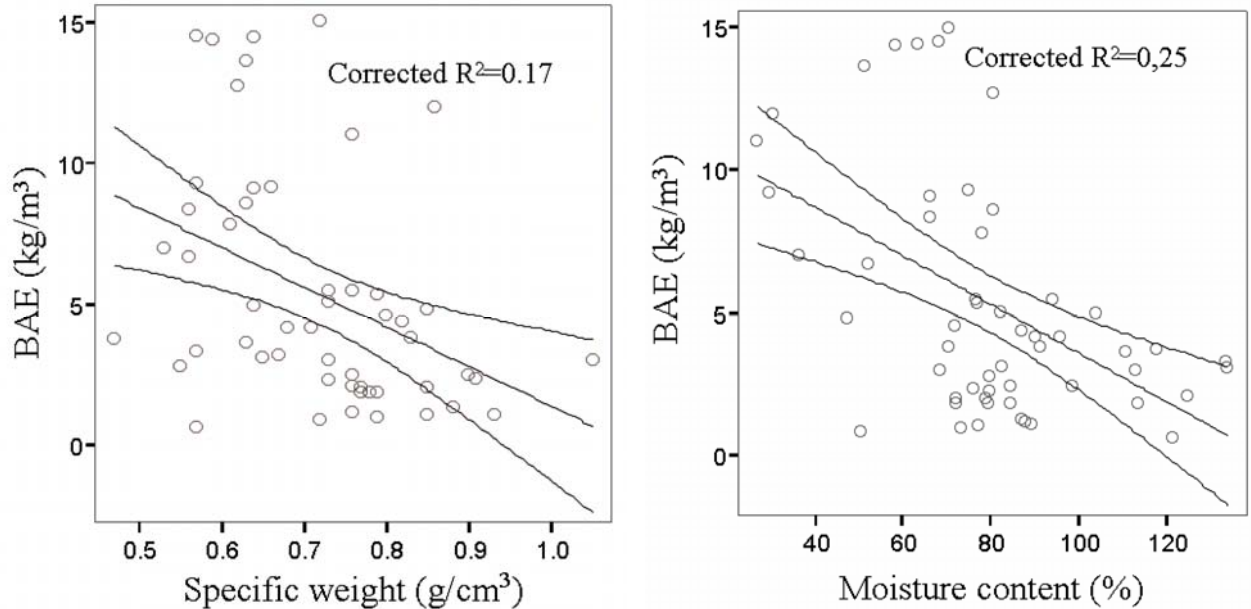 15
10
5
0
BAE (kg/m³)
Corrected R²=0.17
0.5 0.6 0.7 0.8 0.9 1.0
Specific weight (g/cm³)
15
10
5
0
BAE (kg/m³)
Corrected R²=0,25
40 60 80 100 120
Moisture content (%)